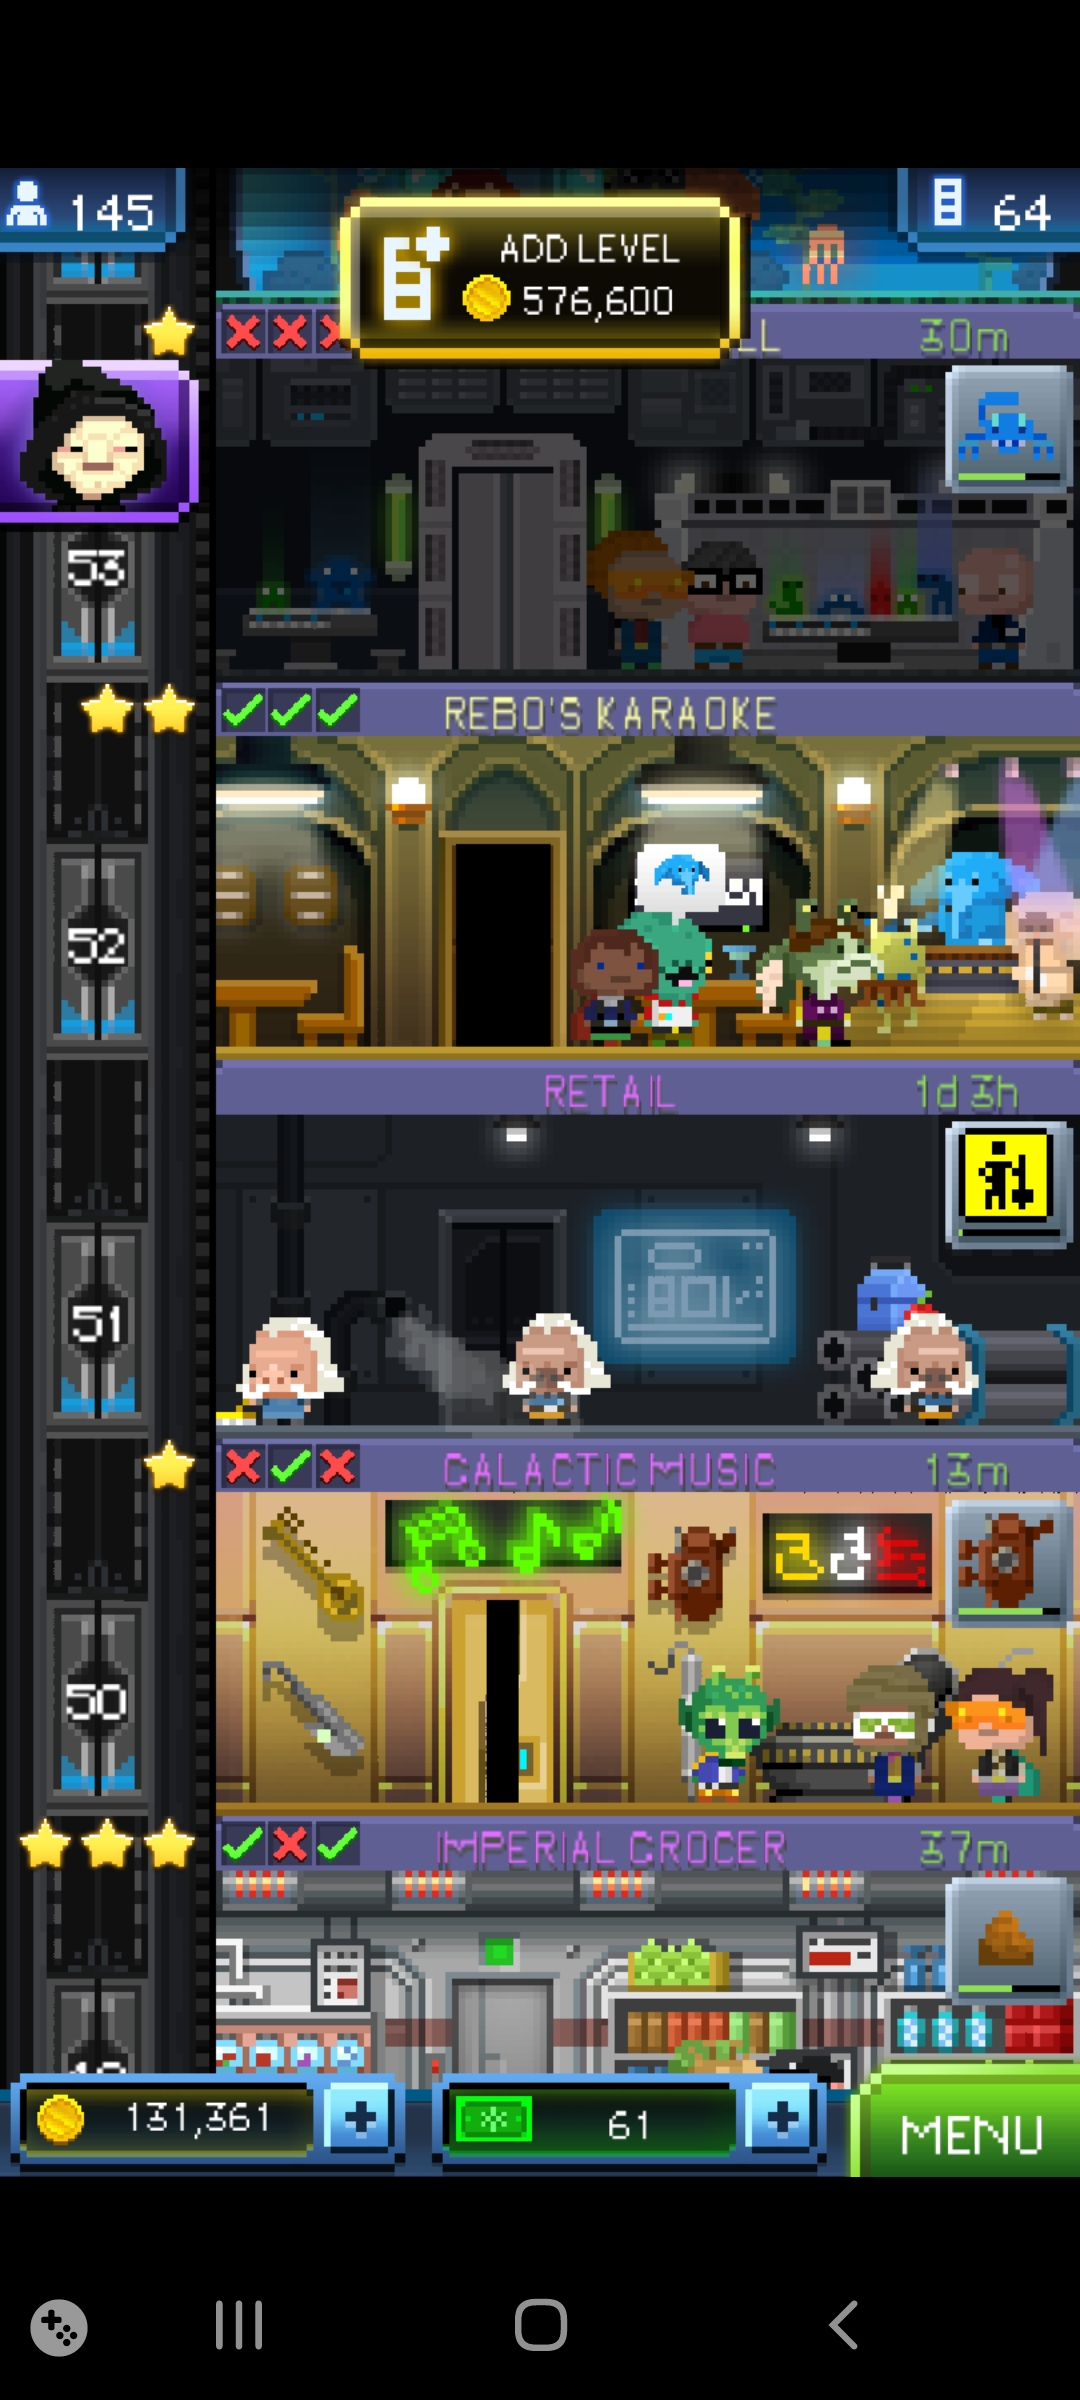 145
ADD LEVEL
576,600
64
LL
30m
53
REBO'S KARAOKE
52
RETAIL
1d 3h
51
GALACTIC MUSIC
13m
50
IMPERIAL GROCER
37m
131,361
+
61
+
MENU